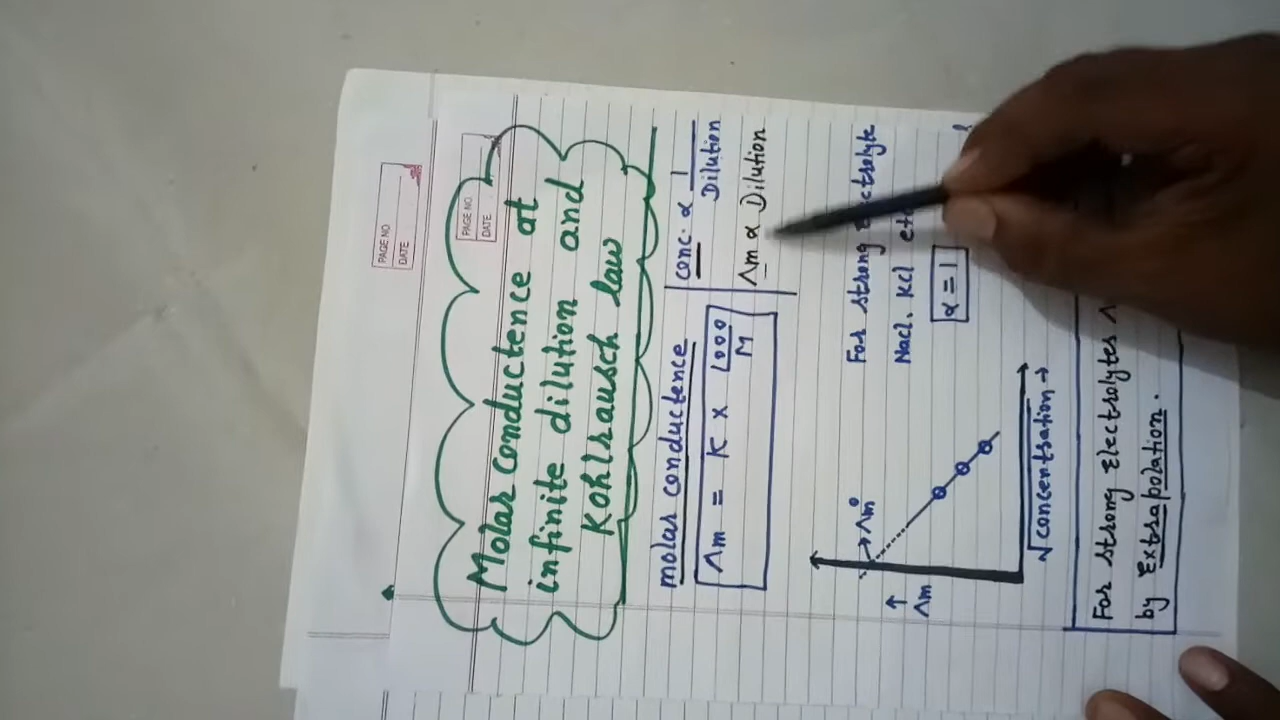 PAGE NO
DATE
PAGE NO.
DATE
Molar Conductence at
infinite dilution and
Kohlrausch law
molar conductence
Λm = K × 1000
M
conc. α 1
Dilution
Λm α Dilution
For strong Electrolyte
Nacl. KCl
α = 1
→ Λm°
↑
Λm
√concentration →
For strong Electrolytes
by Extrapolation.